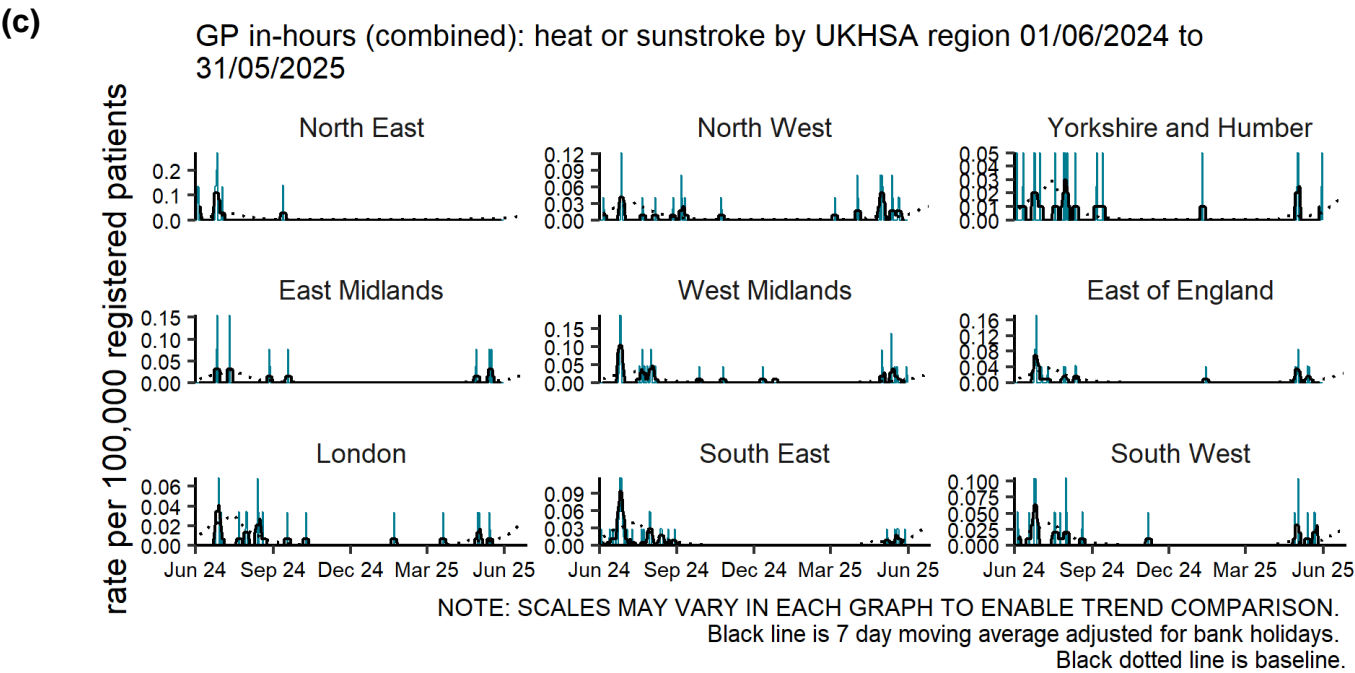 (c)
GP in-hours (combined): heat or sunstroke by UKHSA region 01/06/2024 to
31/05/2025
rate per 100,000 registered patients
North East
0.2
0.1
0.0
North West
0.12
0.09
0.06
0.03
0.00
Yorkshire and Humber
0.05
0.04
0.03
0.02
0.01
0.00
East Midlands
0.15
0.10
0.05
0.00
West Midlands
0.15
0.10
0.05
0.00
East of England
0.16
0.12
0.08
0.04
0.00
London
0.06
0.04
0.02
0.00
South East
0.09
0.06
0.03
0.00
South West
0.100
0.075
0.050
0.025
0.000
Jun 24 Sep 24 Dec 24 Mar 25 Jun 25
Jun 24 Sep 24 Dec 24 Mar 25 Jun 25
Jun 24 Sep 24 Dec 24 Mar 25 Jun 25
NOTE: SCALES MAY VARY IN EACH GRAPH TO ENABLE TREND COMPARISON.
Black line is 7 day moving average adjusted for bank holidays.
Black dotted line is baseline.